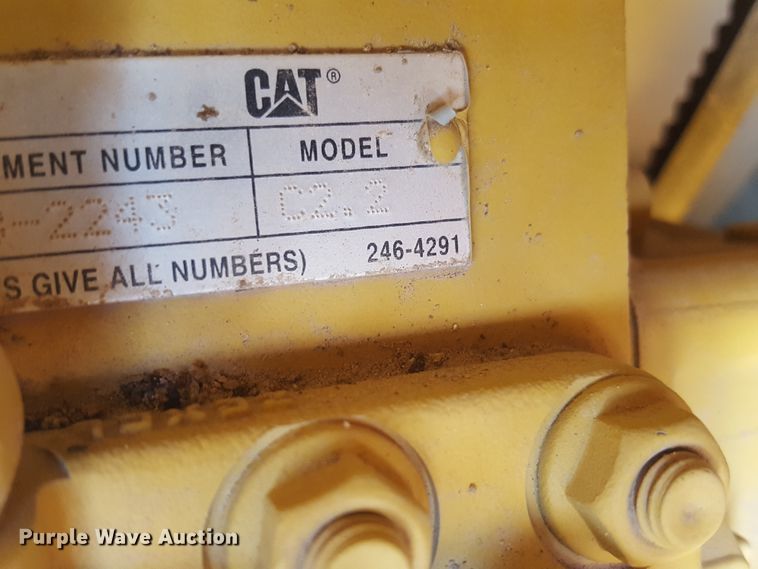 CAT®
MENT NUMBER MODEL
-2243 C2.2
S GIVE ALL NUMBERS) 246-4291
Purple Wave Auction